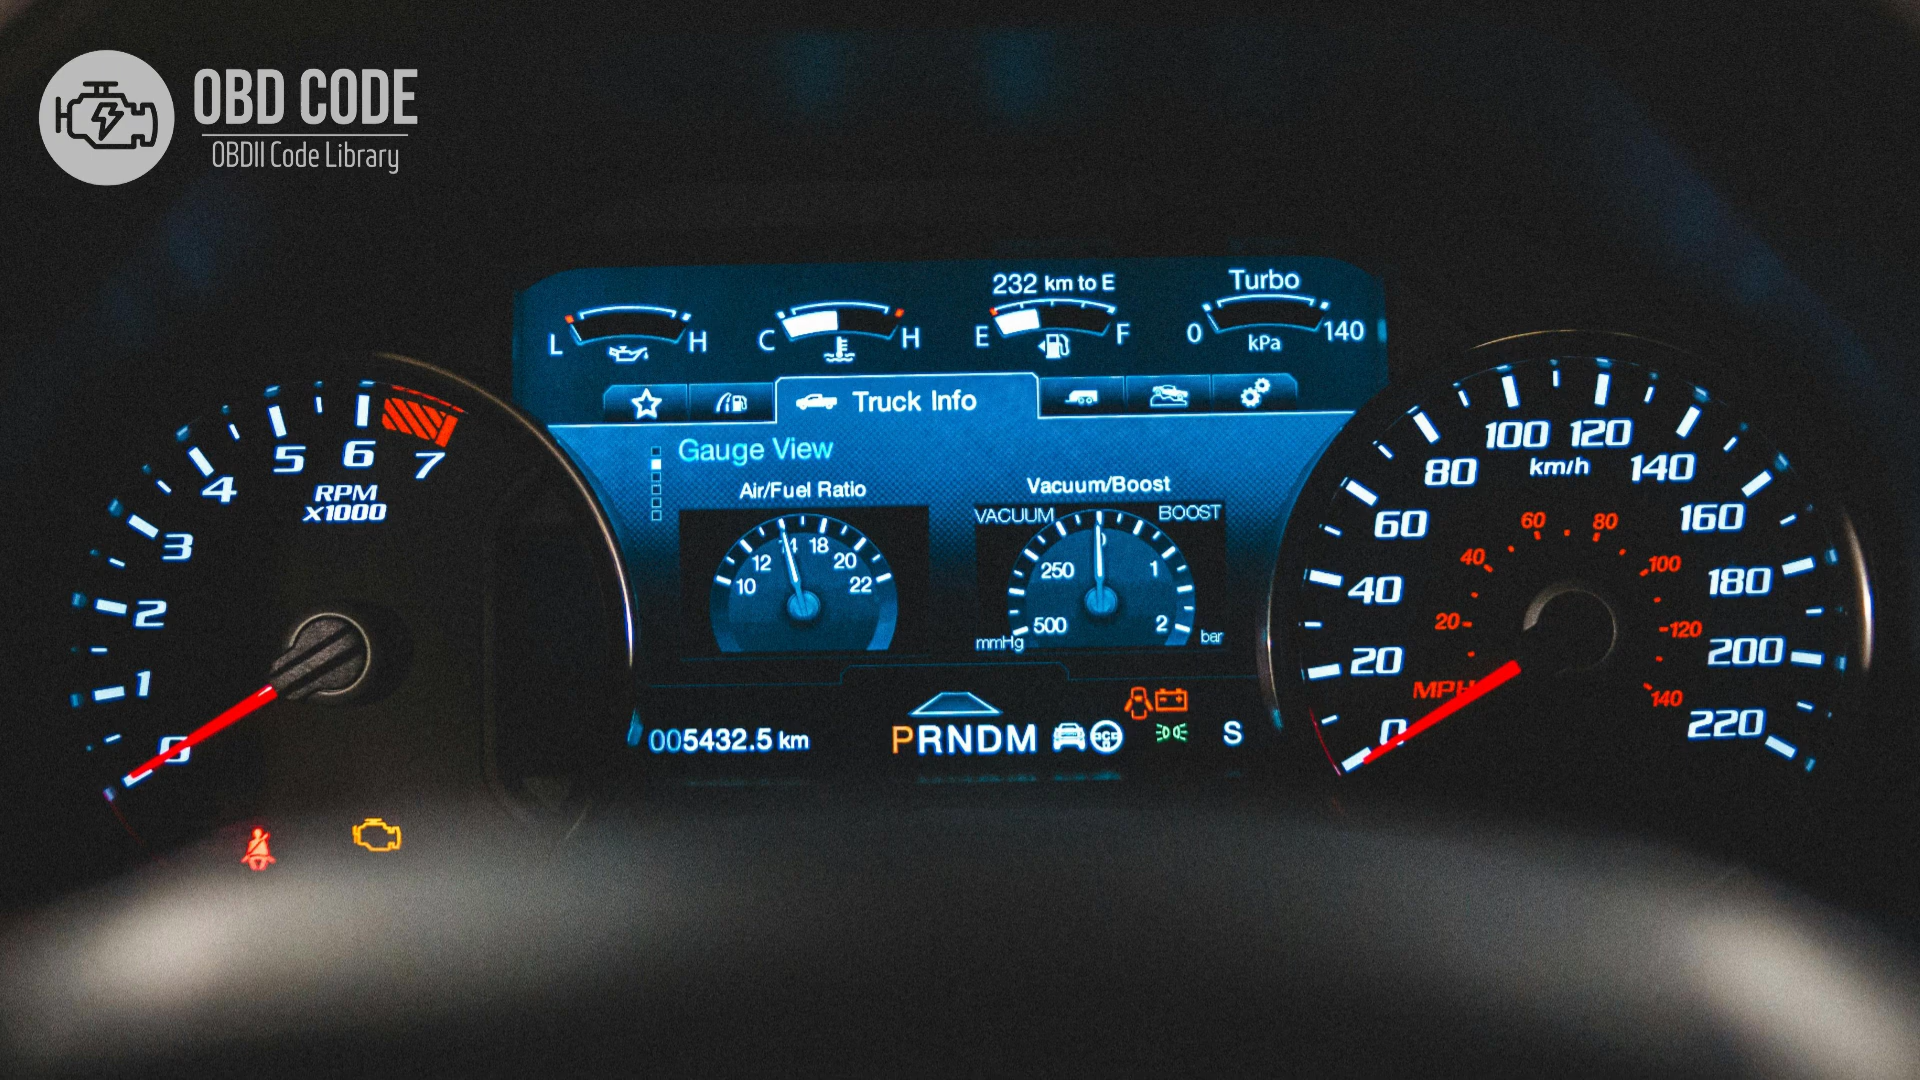 OBD CODE
OBDII Code Library
232 km to E
Turbo
L H
C H
E F
0 140
kPa
Truck Info
Gauge View
Air/Fuel Ratio
Vacuum/Boost
VACUUM BOOST
10 12 14 18 20 22
500 250 0 1 2
mmHg bar
0 1 2 3 4 5 6 7
RPM
X1000
0 20 40 60 80 100 120 140 160 180 200 220
km/h
20 40 60 80 100 120 140
MPH
005432.5 km
PRNDM
S